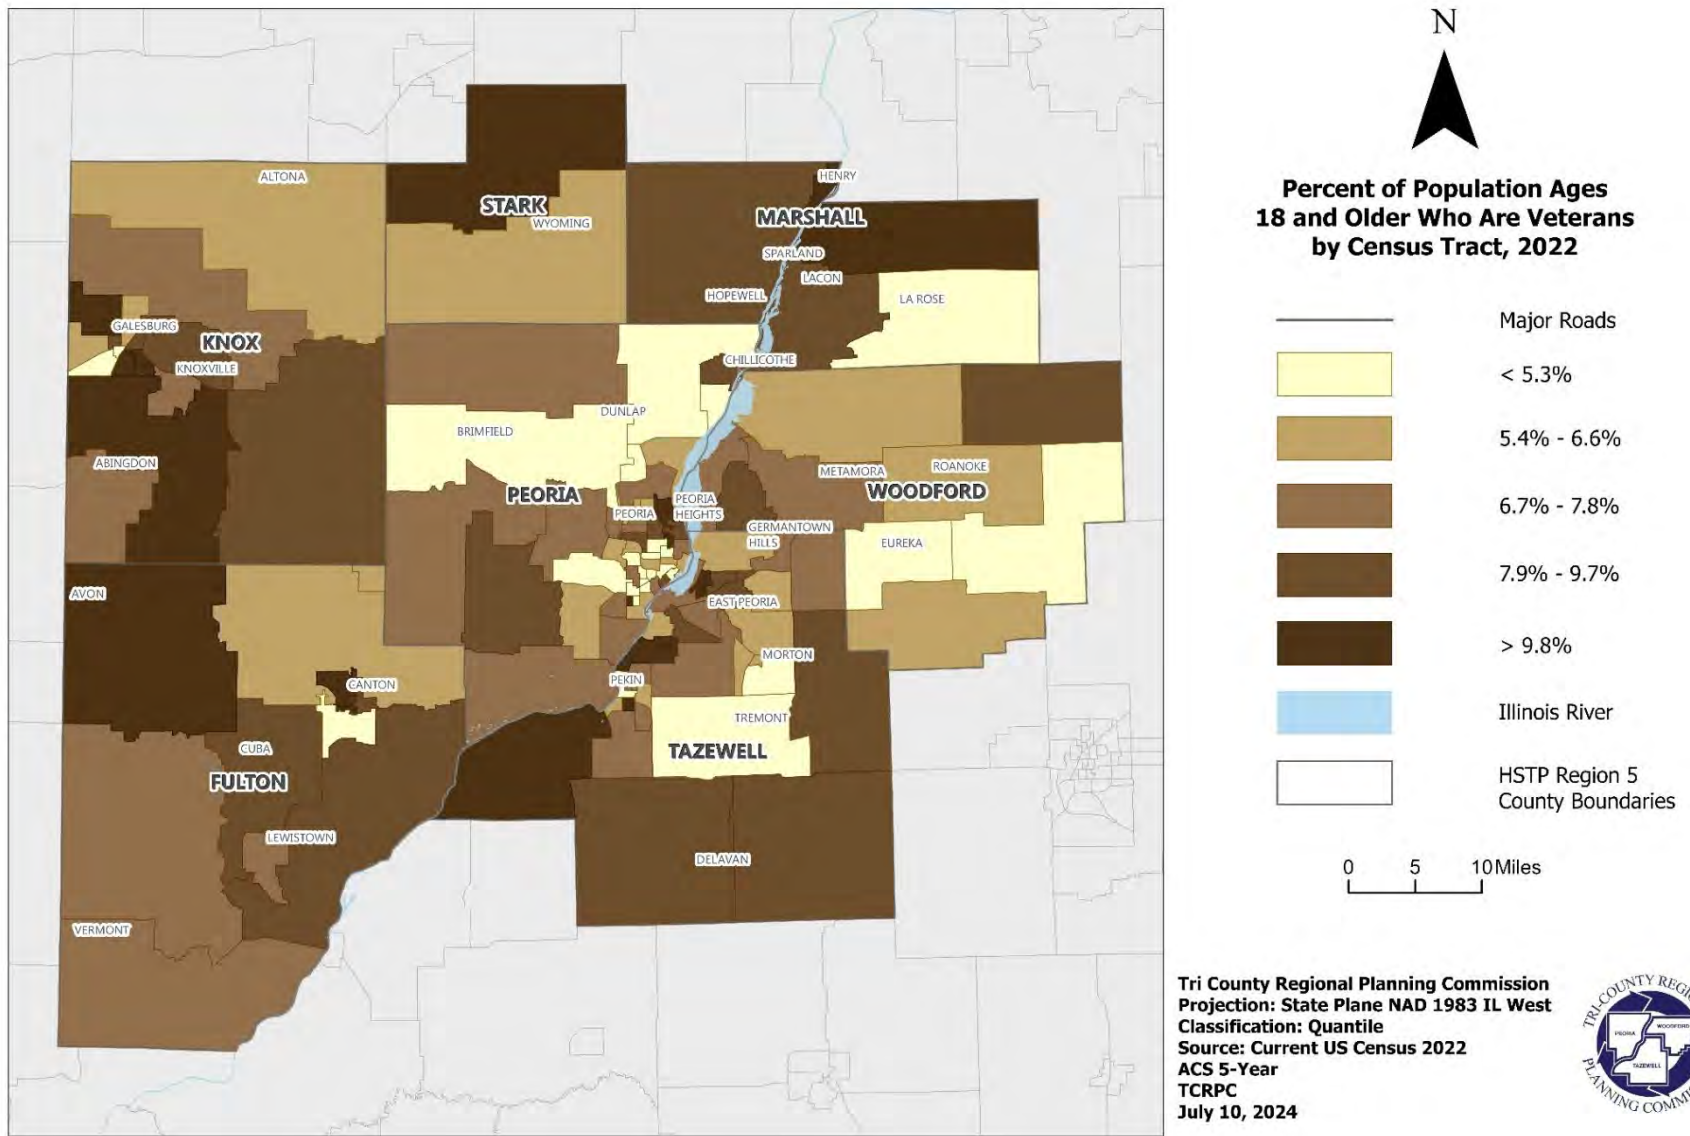 N
Percent of Population Ages
18 and Older Who Are Veterans
by Census Tract, 2022
Major Roads
< 5.3%
5.4% - 6.6%
6.7% - 7.8%
7.9% - 9.7%
> 9.8%
Illinois River
HSTP Region 5
County Boundaries
0 5 10 Miles
Tri County Regional Planning Commission
Projection: State Plane NAD 1983 IL West
Classification: Quantile
Source: Current US Census 2022
ACS 5-Year
TCRPC
July 10, 2024
ALTONA
HENRY
STARK
WYOMING
MARSHALL
SPARLAND
LACON
HOPEWELL
LA ROSE
GALESBURG
KNOX
KNOXVILLE
CHILLICOTHE
DUNLAP
BRIMFIELD
ABINGDON
METAMORA
ROANOKE
PEORIA
WOODFORD
PEORIA
HEIGHTS
PEORIA
GERMANTOWN
HILLS
EUREKA
AVON
EAST PEORIA
MORTON
CANTON
PEKIN
TREMONT
CUBA
TAZEWELL
FULTON
LEWISTOWN
DELAVAN
VERMONT
TRI-COUNTY
PEORIA
WOODFORD
TAZEWELL
PLANNING